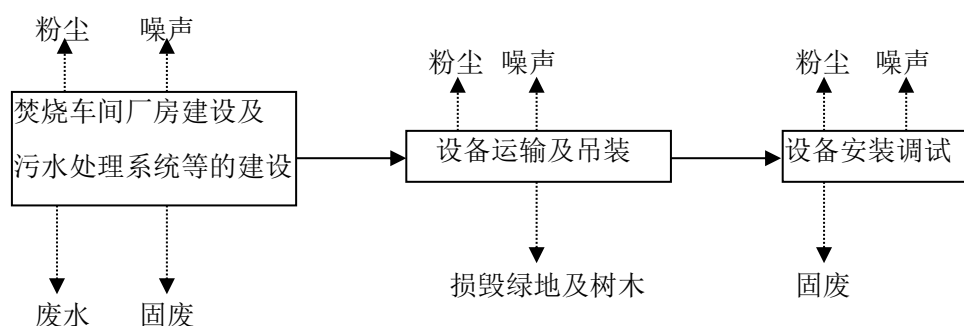 粉尘 噪声
粉尘 噪声
粉尘 噪声
焚烧车间厂房建设及
污水处理系统等的建设
设备运输及吊装
设备安装调试
废水 固废
损毁绿地及树木
固废